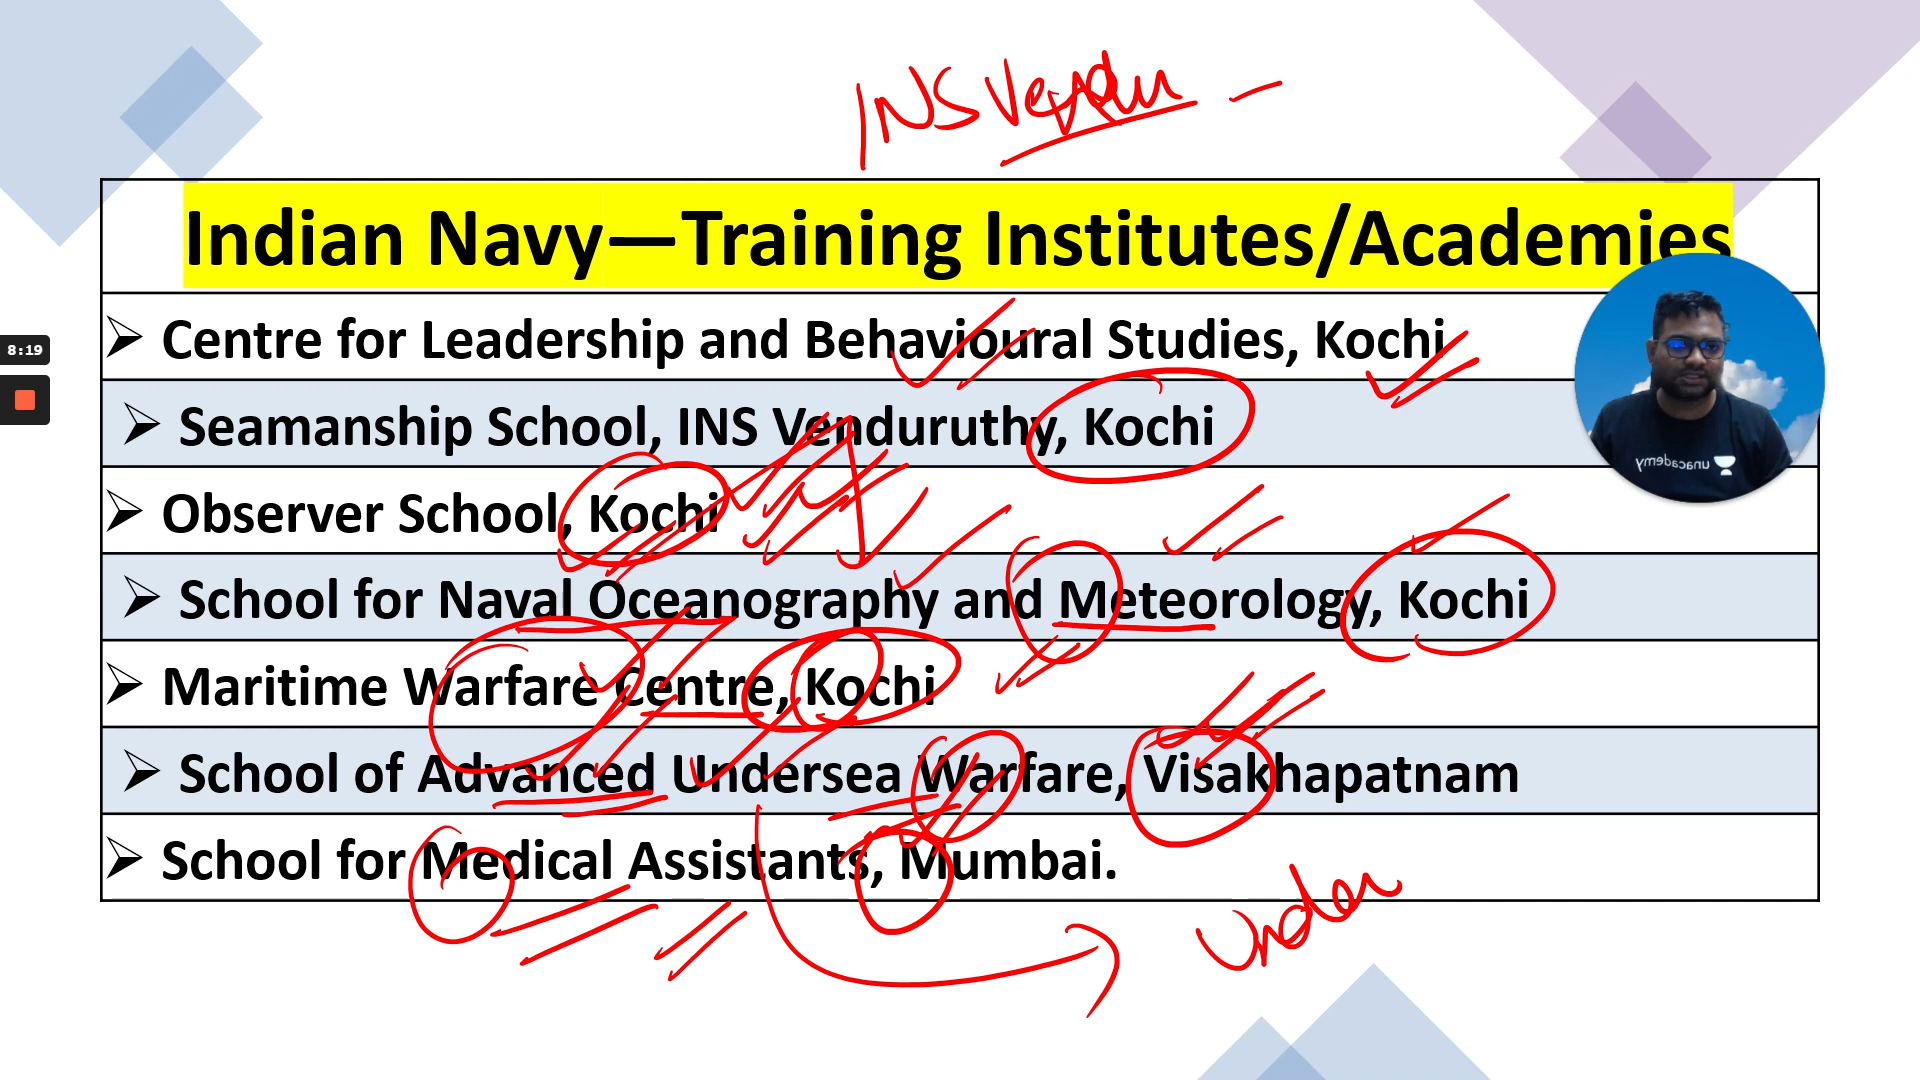 INS Vendu -
Indian Navy—Training Institutes/Academies
➢ Centre for Leadership and Behavioural Studies, Kochi
➢ Seamanship School, INS Venduruthy, Kochi
➢ Observer School, Kochi
➢ School for Naval Oceanography and Meteorology, Kochi
➢ Maritime Warfare Centre, Kochi
➢ School of Advanced Undersea Warfare, Visakhapatnam
➢ School for Medical Assistants, Mumbai.
Under
8:19
unacademy